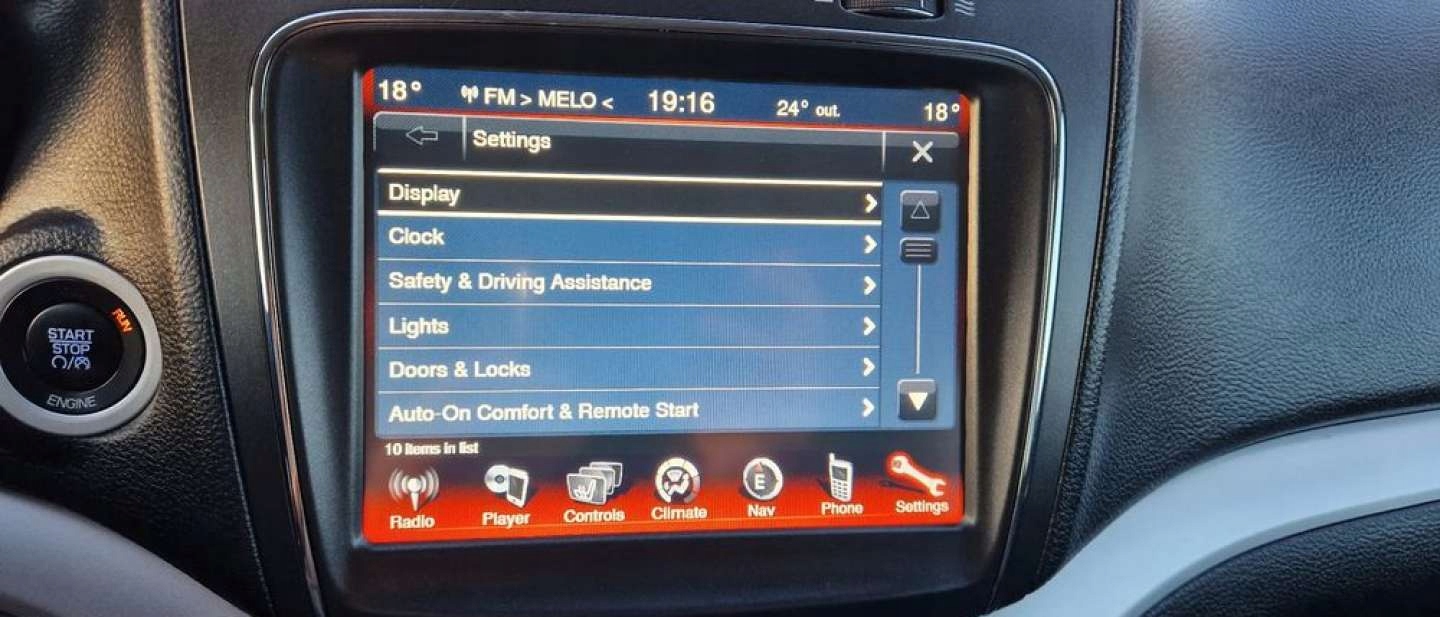 18° FM > MELO < 19:16 24° out. 18°
Settings X
Display
Clock
Safety & Driving Assistance
Lights
Doors & Locks
Auto-On Comfort & Remote Start
10 items in list
Radio Player Controls Climate E Nav Phone Settings
RUN
START
STOP
ENGINE